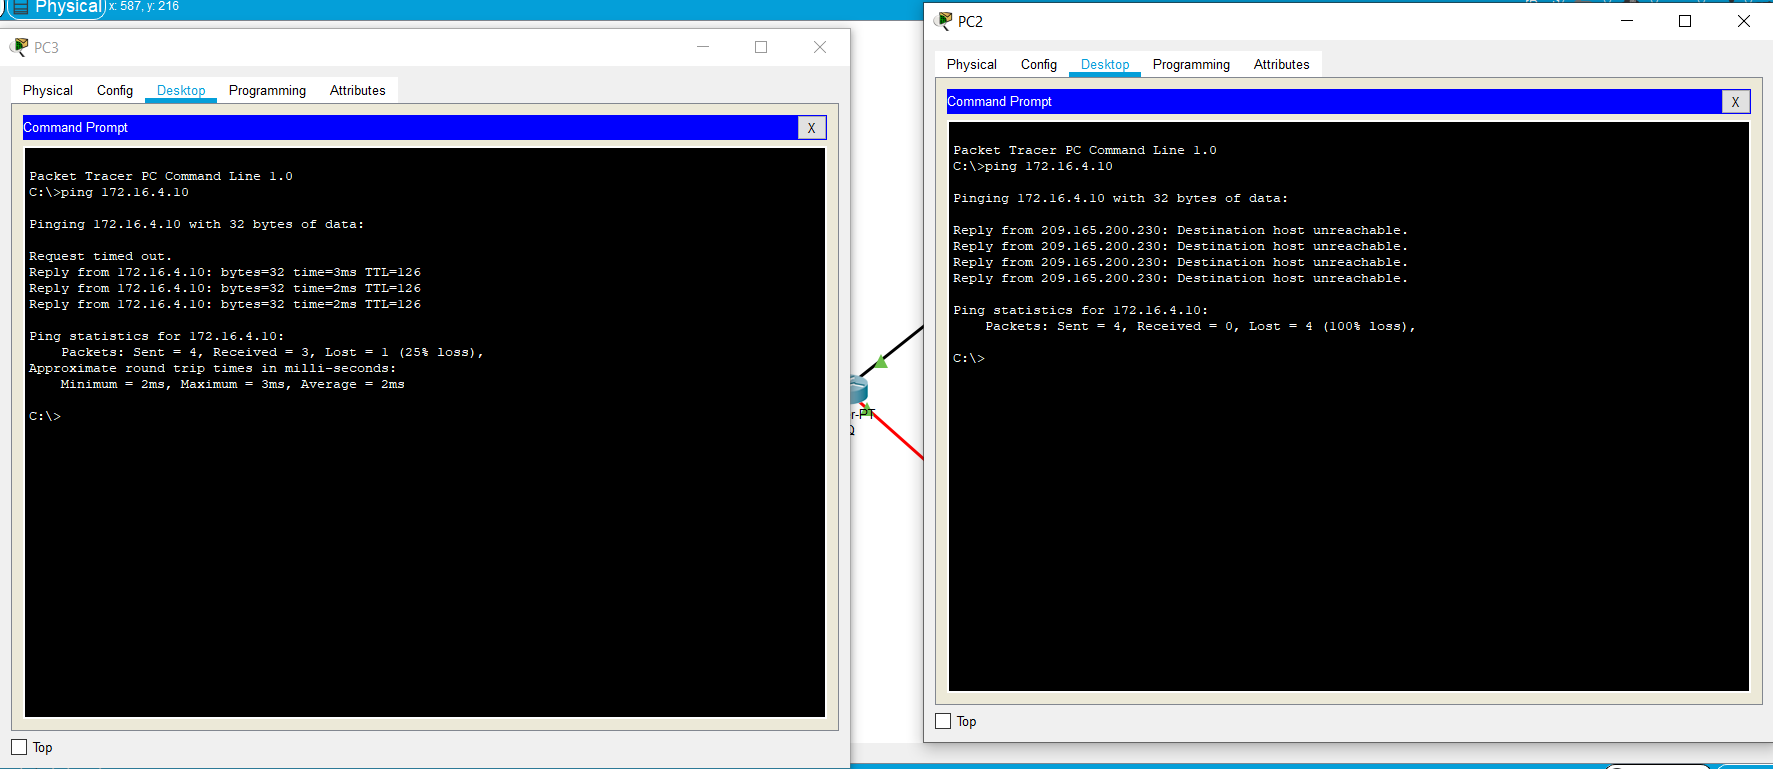 Physical x: 587, y: 216
PC3
Physical Config Desktop Programming Attributes
Command Prompt X
Packet Tracer PC Command Line 1.0
C:\>ping 172.16.4.10
Pinging 172.16.4.10 with 32 bytes of data:
Request timed out.
Reply from 172.16.4.10: bytes=32 time=3ms TTL=126
Reply from 172.16.4.10: bytes=32 time=2ms TTL=126
Reply from 172.16.4.10: bytes=32 time=2ms TTL=126
Ping statistics for 172.16.4.10:
Packets: Sent = 4, Received = 3, Lost = 1 (25% loss),
Approximate round trip times in milli-seconds:
Minimum = 2ms, Maximum = 3ms, Average = 2ms
C:\>
Top
r-PT
PC2
Physical Config Desktop Programming Attributes
Command Prompt X
Packet Tracer PC Command Line 1.0
C:\>ping 172.16.4.10
Pinging 172.16.4.10 with 32 bytes of data:
Reply from 209.165.200.230: Destination host unreachable.
Reply from 209.165.200.230: Destination host unreachable.
Reply from 209.165.200.230: Destination host unreachable.
Reply from 209.165.200.230: Destination host unreachable.
Ping statistics for 172.16.4.10:
Packets: Sent = 4, Received = 0, Lost = 4 (100% loss),
C:\>
Top